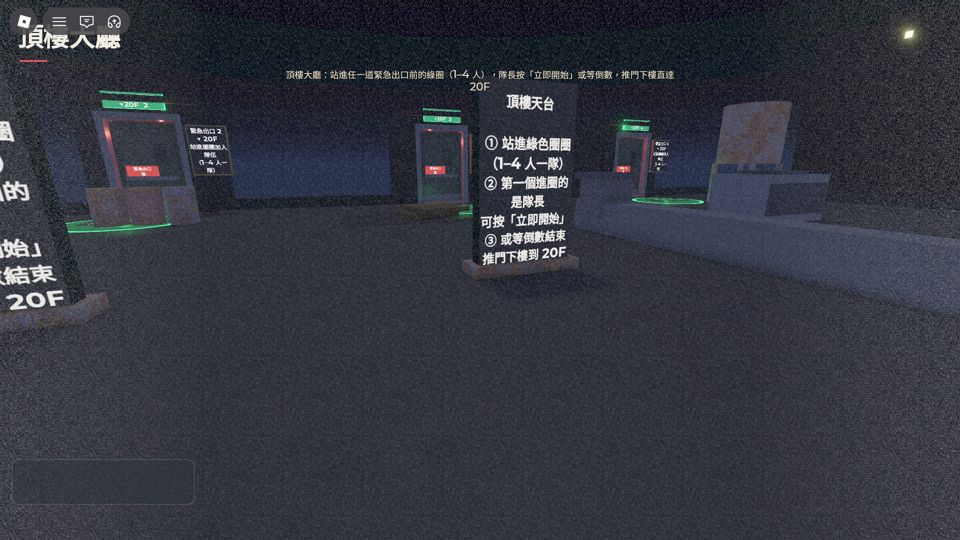 頂樓大廳
頂樓大廳：站進任一道緊急出口前的綠圈（1–4 人），隊長按「立即開始」或等倒數，推門下樓直達
20F
頂樓天台
① 站進綠色圈圈
（1–4 人一隊）
② 第一個進圈的
是隊長
可按「立即開始」
③ 或等倒數結束
推門下樓到 20F
▼20F 2
緊急出口 2
▼ 20F
隊伍
（1–4 人一
隊）
緊急出口
圈
的
始」
結束
20F